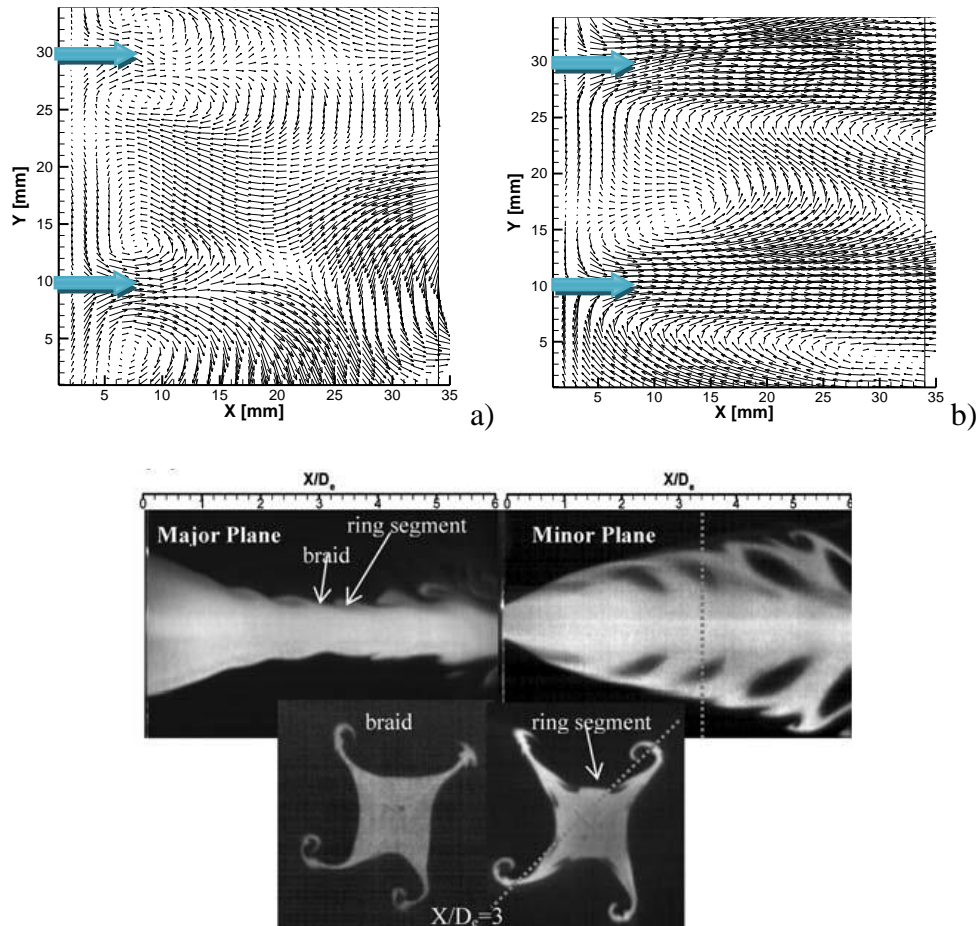 30
25
20
15
10
5
Y [mm]
5 10 15 20 25 30 35
X [mm]
a)
30
25
20
15
10
5
Y [mm]
5 10 15 20 25 30 35
X [mm]
b)
X/Dₑ
0 1 2 3 4 5 6
X/Dₑ
0 1 2 3 4 5 6
Major Plane
ring segment
braid
Minor Plane
braid
ring segment
X/Dₑ=3